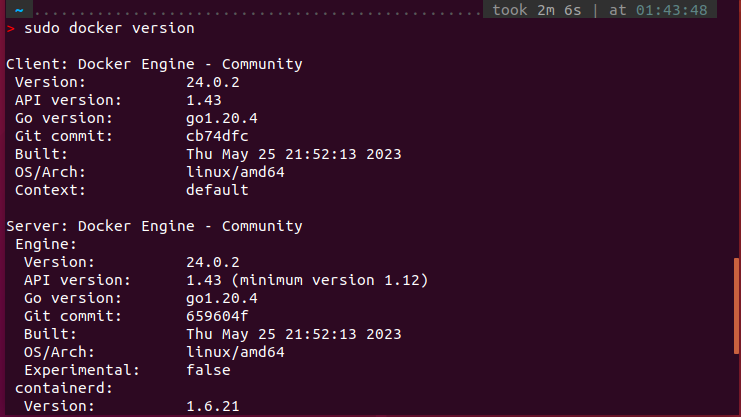 ~ ................................................ took 2m 6s | at 01:43:48
> sudo docker version
Client: Docker Engine - Community
Version: 24.0.2
API version: 1.43
Go version: go1.20.4
Git commit: cb74dfc
Built: Thu May 25 21:52:13 2023
OS/Arch: linux/amd64
Context: default
Server: Docker Engine - Community
Engine:
Version: 24.0.2
API version: 1.43 (minimum version 1.12)
Go version: go1.20.4
Git commit: 659604f
Built: Thu May 25 21:52:13 2023
OS/Arch: linux/amd64
Experimental: false
containerd:
Version: 1.6.21